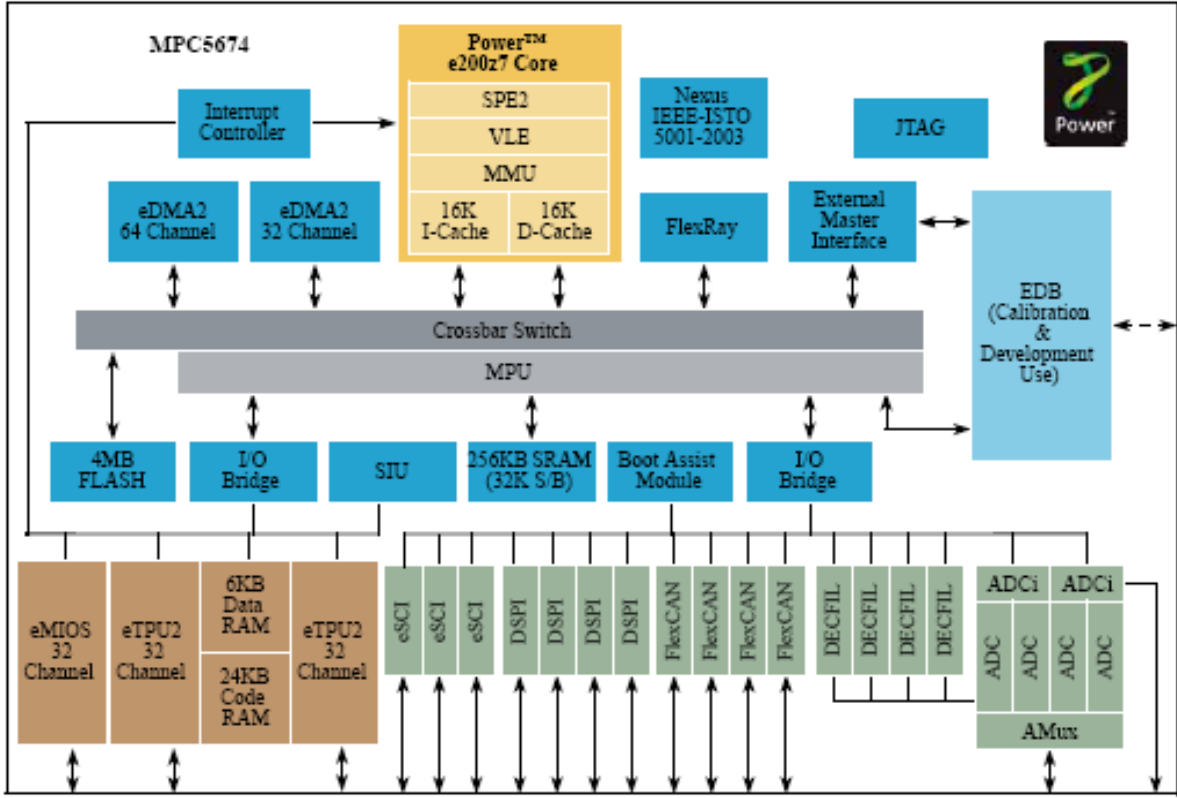 MPC5674
Power™
e200z7 Core
SPE2
VLE
MMU
16K
I-Cache
16K
D-Cache
Interrupt
Controller
Nexus
IEEE-ISTO
5001-2003
JTAG
Power™
eDMA2
64 Channel
eDMA2
32 Channel
FlexRay
External
Master
Interface
EDB
(Calibration
&
Development
Use)
Crossbar Switch
MPU
4MB
FLASH
I/O
Bridge
SIU
256KB SRAM
(32K S/B)
Boot Assist
Module
I/O
Bridge
eMIOS
32
Channel
eTPU2
32
Channel
6KB
Data
RAM
24KB
Code
RAM
eTPU2
32
Channel
eSCI
eSCI
eSCI
DSPI
DSPI
DSPI
DSPI
FlexCAN
FlexCAN
FlexCAN
FlexCAN
DECFIL
DECFIL
DECFIL
DECFIL
ADCi
ADCi
ADC
ADC
ADC
ADC
AMux